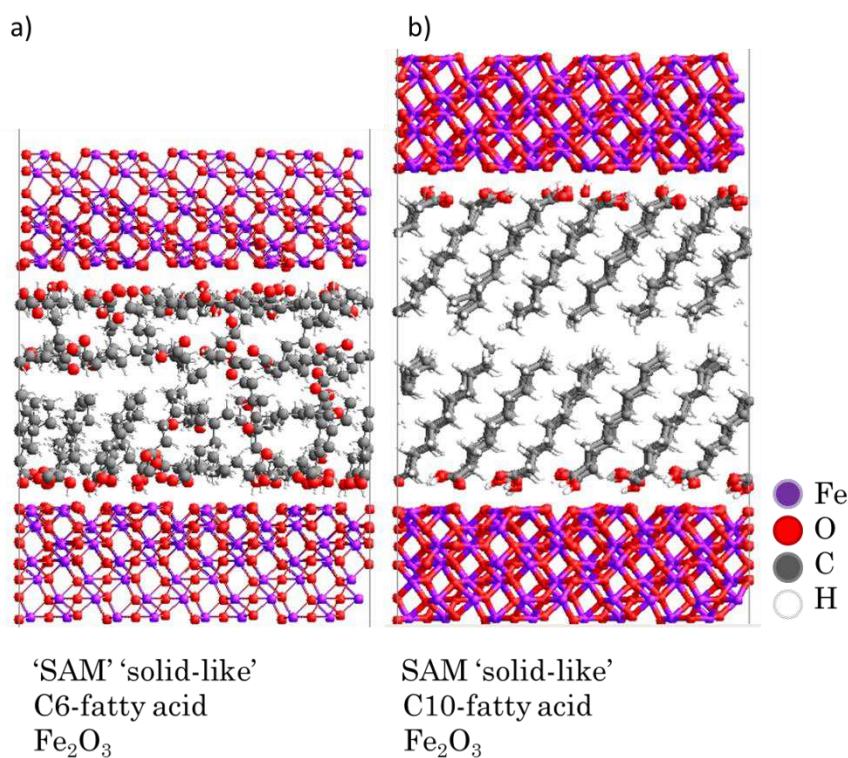 a)
b)
Fe
O
C
H
‘SAM’ ‘solid-like’
C6-fatty acid
Fe₂O₃
SAM ‘solid-like’
C10-fatty acid
Fe₂O₃